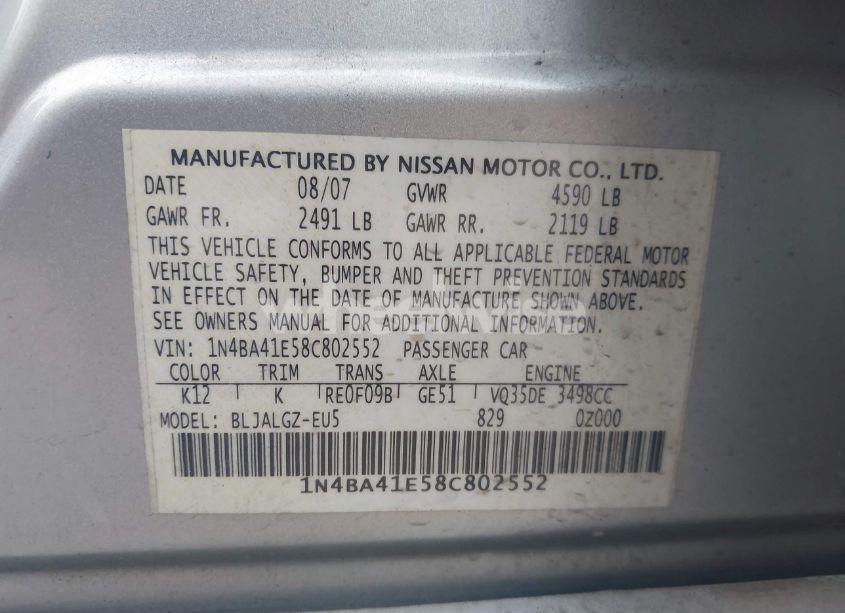 MANUFACTURED BY NISSAN MOTOR CO., LTD.
DATE 08/07 GVWR 4590 LB
GAWR FR. 2491 LB GAWR RR. 2119 LB
THIS VEHICLE CONFORMS TO ALL APPLICABLE FEDERAL MOTOR
VEHICLE SAFETY, BUMPER AND THEFT PREVENTION STANDARDS
IN EFFECT ON THE DATE OF MANUFACTURE SHOWN ABOVE.
SEE OWNERS MANUAL FOR ADDITIONAL INFORMATION.
VIN: 1N4BA41E58C802552 PASSENGER CAR
COLOR TRIM TRANS AXLE ENGINE
K12 K RE0F09B GE51 VQ35DE 3498CC
MODEL: BLJALGZ-EU5 829 0Z000
1N4BA41E58C802552